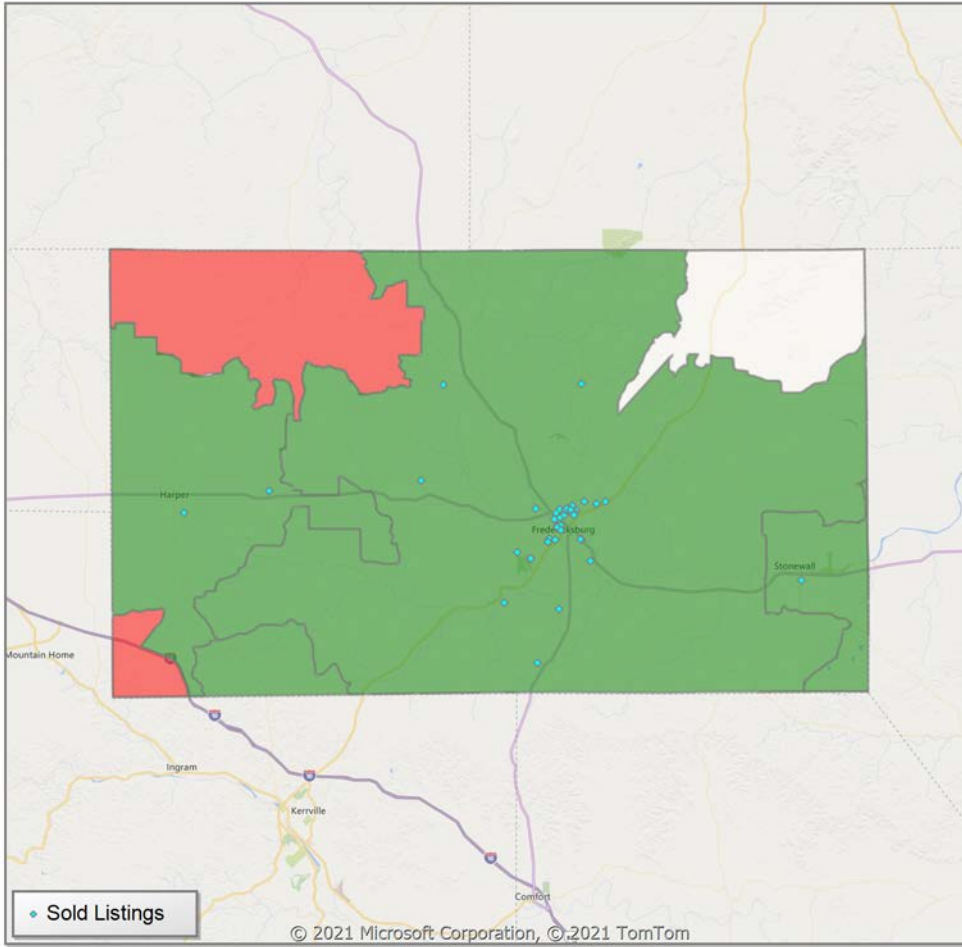 Harper
Fredericksburg
Stonewall
Mountain Home
Ingram
Kerrville
Comfort
Sold Listings
© 2021 Microsoft Corporation, © 2021 TomTom